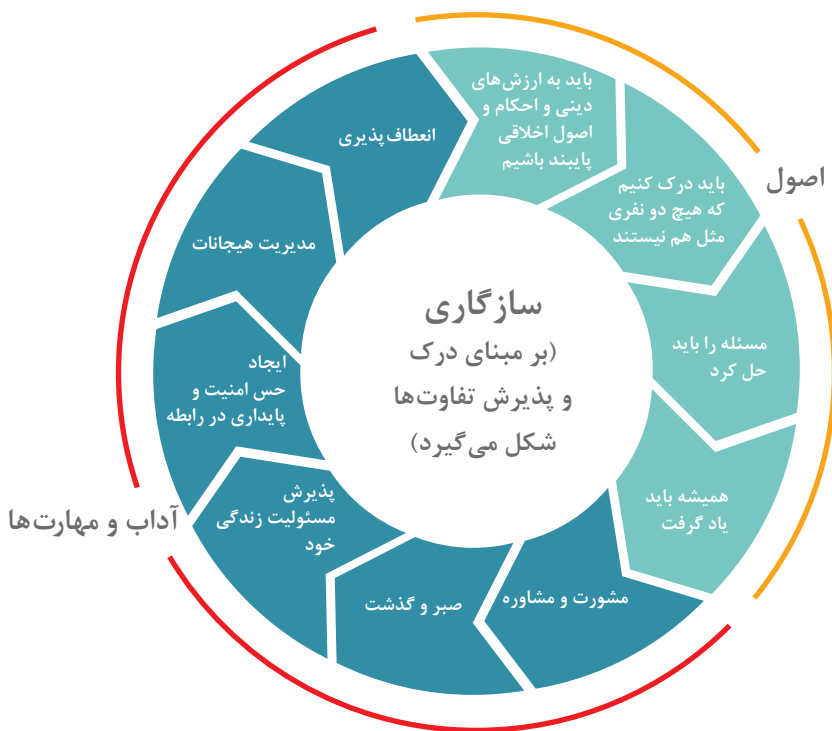 سازگاری
(بر مبنای درک
و پذیرش تفاوت‌ها
شکل می‌گیرد)
اصول
باید به ارزش‌های
دینی و احکام و
اصول اخلاقی
پایبند باشیم
باید درک کنیم
که هیچ دو نفری
مثل هم نیستند
مسئله را باید
حل کرد
همیشه باید
یاد گرفت
آداب و مهارت‌ها
مشورت و مشاوره
صبر و گذشت
پذیرش
مسئولیت زندگی
خود
ایجاد
حس امنیت و
پایداری در رابطه
مدیریت هیجانات
انعطاف‌پذیری